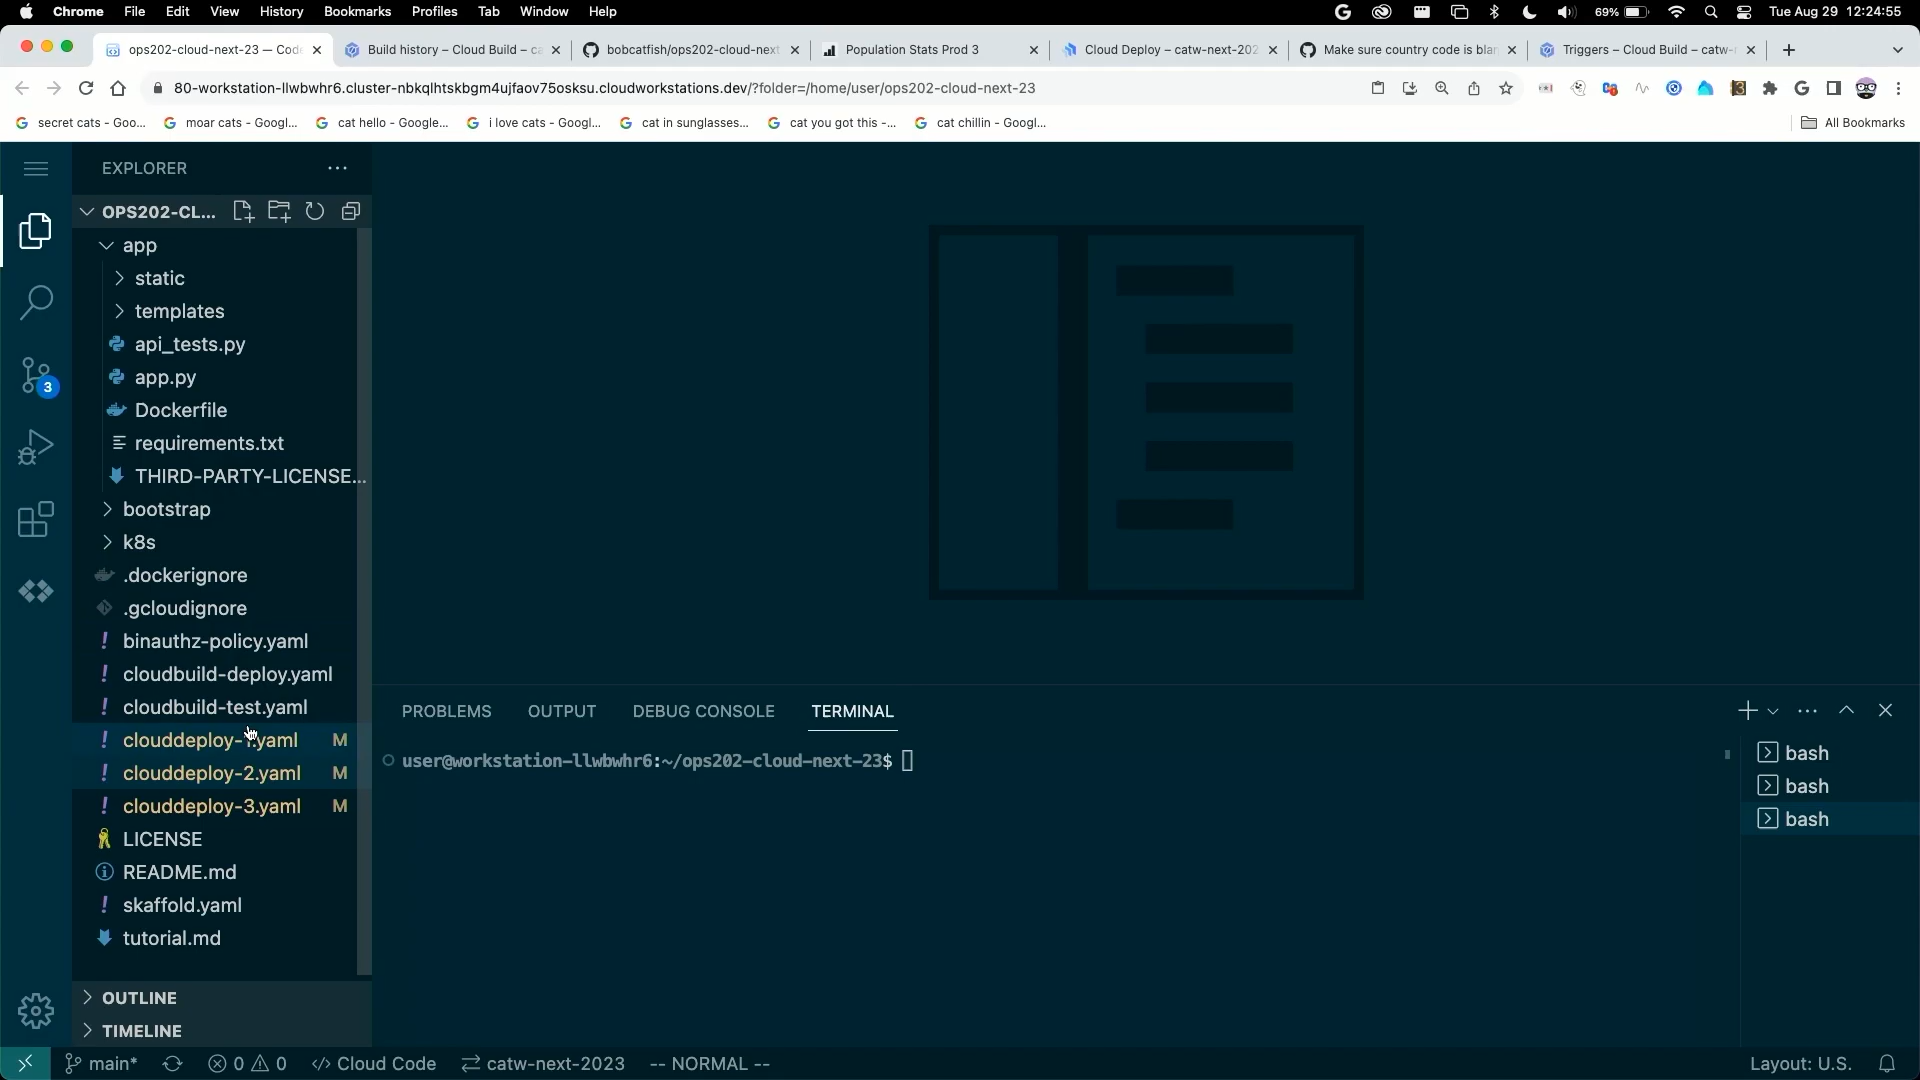 Chrome File Edit View History Bookmarks Profiles Tab Window Help 69% Tue Aug 29 12:24:55
ops202-cloud-next-23 — Code
Build history – Cloud Build – ca
bobcatfish/ops202-cloud-next
Population Stats Prod 3
Cloud Deploy – catw-next-202
Make sure country code is blan
Triggers – Cloud Build – catw-
80-workstation-llwbwhr6.cluster-nbkqlhtskbgm4ujfaov75osksu.cloudworkstations.dev/?folder=/home/user/ops202-cloud-next-23
secret cats - Goo...
moar cats - Googl...
cat hello - Google...
i love cats - Googl...
cat in sunglasses...
cat you got this -...
cat chillin - Googl...
All Bookmarks
EXPLORER
OPS202-CL...
app
static
templates
api_tests.py
app.py
Dockerfile
requirements.txt
THIRD-PARTY-LICENSE...
bootstrap
k8s
.dockerignore
.gcloudignore
binauthz-policy.yaml
cloudbuild-deploy.yaml
cloudbuild-test.yaml
clouddeploy-1.yaml M
clouddeploy-2.yaml M
clouddeploy-3.yaml M
LICENSE
README.md
skaffold.yaml
tutorial.md
OUTLINE
TIMELINE
3
PROBLEMS OUTPUT DEBUG CONSOLE TERMINAL
user@workstation-llwbwhr6:~/ops202-cloud-next-23$
bash
bash
bash
main* 0 0 Cloud Code catw-next-2023 -- NORMAL -- Layout: U.S.